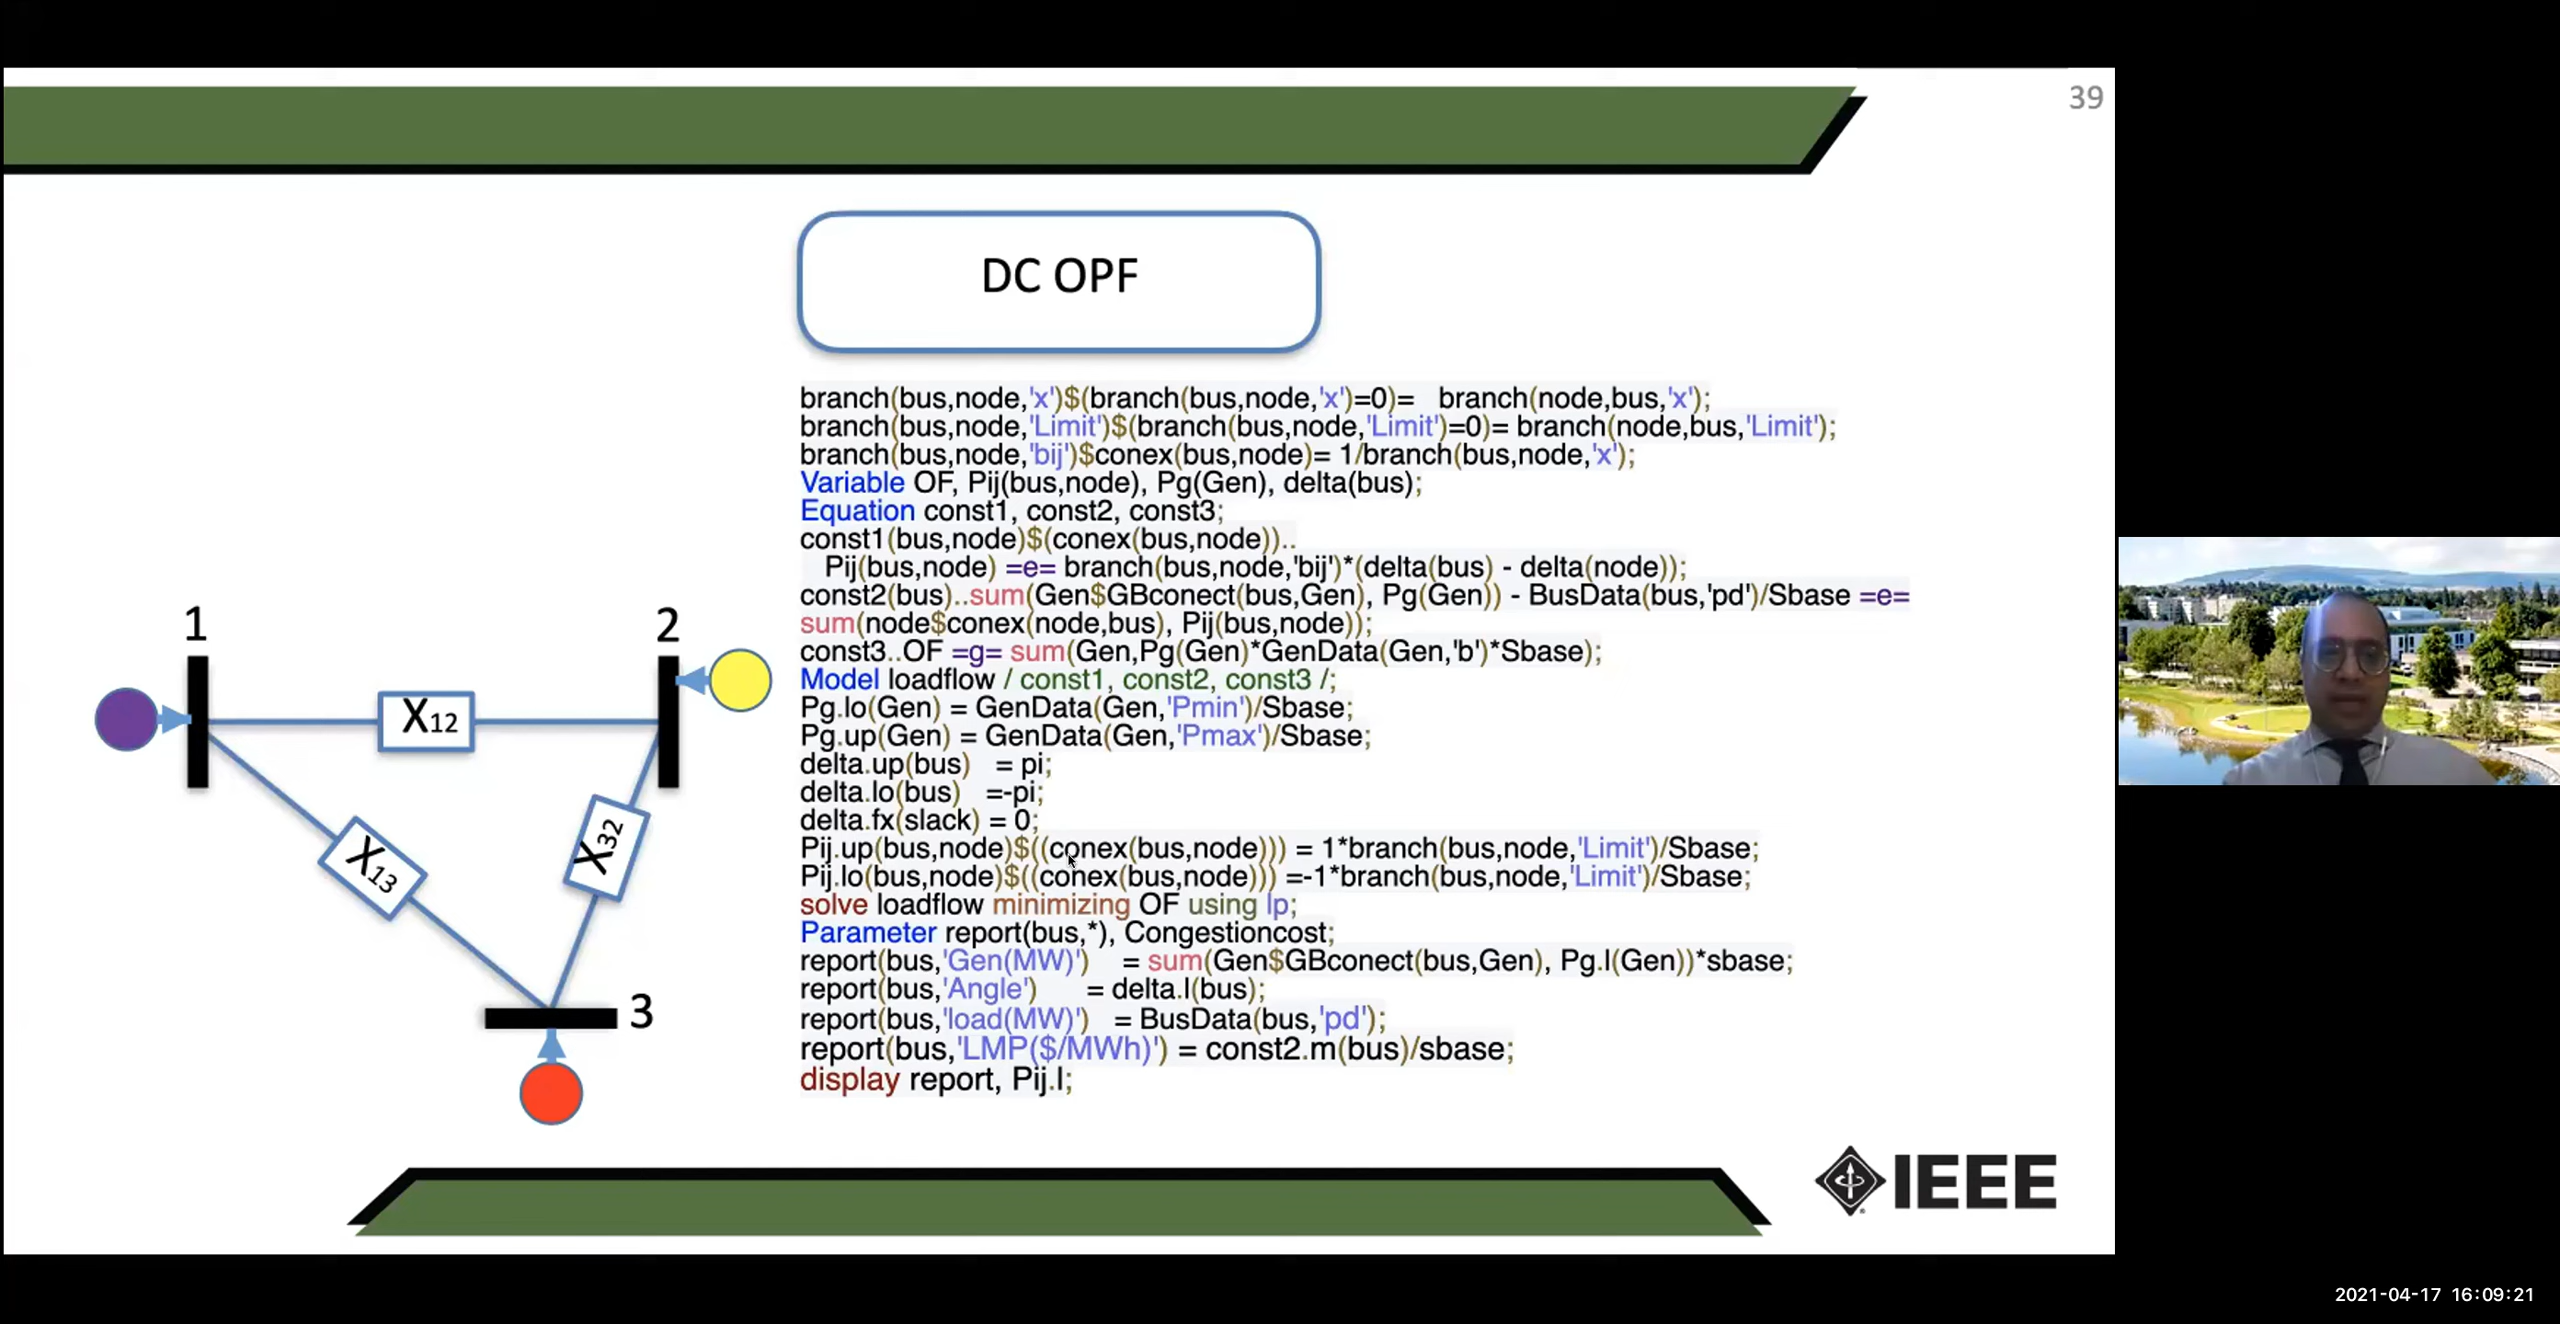 39
DC OPF
branch(bus,node,'x')$(branch(bus,node,'x')=0)=   branch(node,bus,'x');
branch(bus,node,'Limit')$(branch(bus,node,'Limit')=0)= branch(node,bus,'Limit');
branch(bus,node,'bij')$conex(bus,node)= 1/branch(bus,node,'x');
Variable OF, Pij(bus,node), Pg(Gen), delta(bus);
Equation const1, const2, const3;
const1(bus,node)$(conex(bus,node))..
   Pij(bus,node) =e= branch(bus,node,'bij')*(delta(bus) - delta(node));
const2(bus)..sum(Gen$GBconect(bus,Gen), Pg(Gen)) - BusData(bus,'pd')/Sbase =e=
sum(node$conex(node,bus), Pij(bus,node));
const3..OF =g= sum(Gen,Pg(Gen)*GenData(Gen,'b')*Sbase);
Model loadflow / const1, const2, const3 /;
Pg.lo(Gen) = GenData(Gen,'Pmin')/Sbase;
Pg.up(Gen) = GenData(Gen,'Pmax')/Sbase;
delta.up(bus)   = pi;
delta.lo(bus)   =-pi;
delta.fx(slack) = 0;
Pij.up(bus,node)$((conex(bus,node))) = 1*branch(bus,node,'Limit')/Sbase;
Pij.lo(bus,node)$((conex(bus,node))) =-1*branch(bus,node,'Limit')/Sbase;
solve loadflow minimizing OF using lp;
Parameter report(bus,*), Congestioncost;
report(bus,'Gen(MW)')    = sum(Gen$GBconect(bus,Gen), Pg.l(Gen))*sbase;
report(bus,'Angle')      = delta.l(bus);
report(bus,'load(MW)')   = BusData(bus,'pd');
report(bus,'LMP($/MWh)') = const2.m(bus)/sbase;
display report, Pij.l;
1
2
X12
X13
X32
3
IEEE
2021-04-17 16:09:21